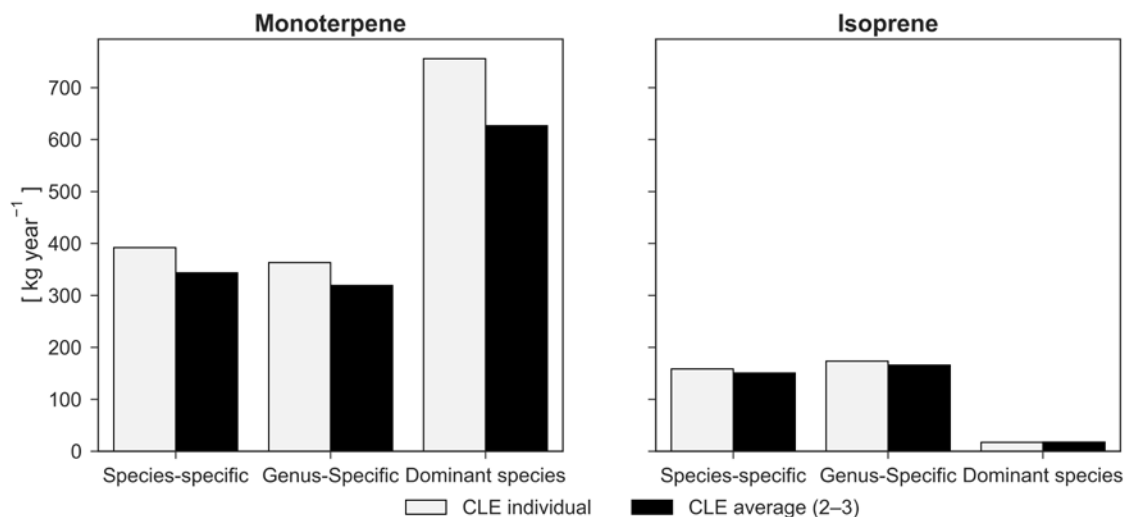 Monoterpene
Isoprene
[ kg year⁻¹ ]
700
600
500
400
300
200
100
0
Species-specific Genus-Specific Dominant species
Species-specific Genus-Specific Dominant species
CLE individual CLE average (2–3)